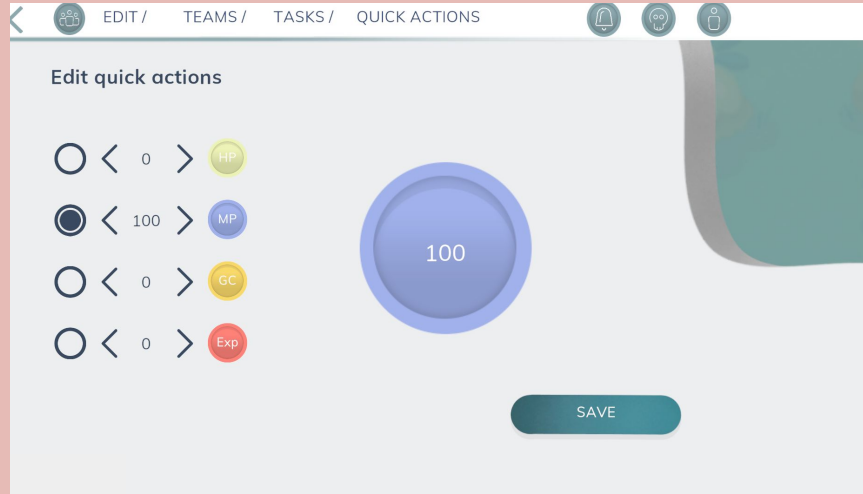 EDIT / TEAMS / TASKS / QUICK ACTIONS
Edit quick actions
0 HP
100 MP
0 GC
0 Exp
100
SAVE